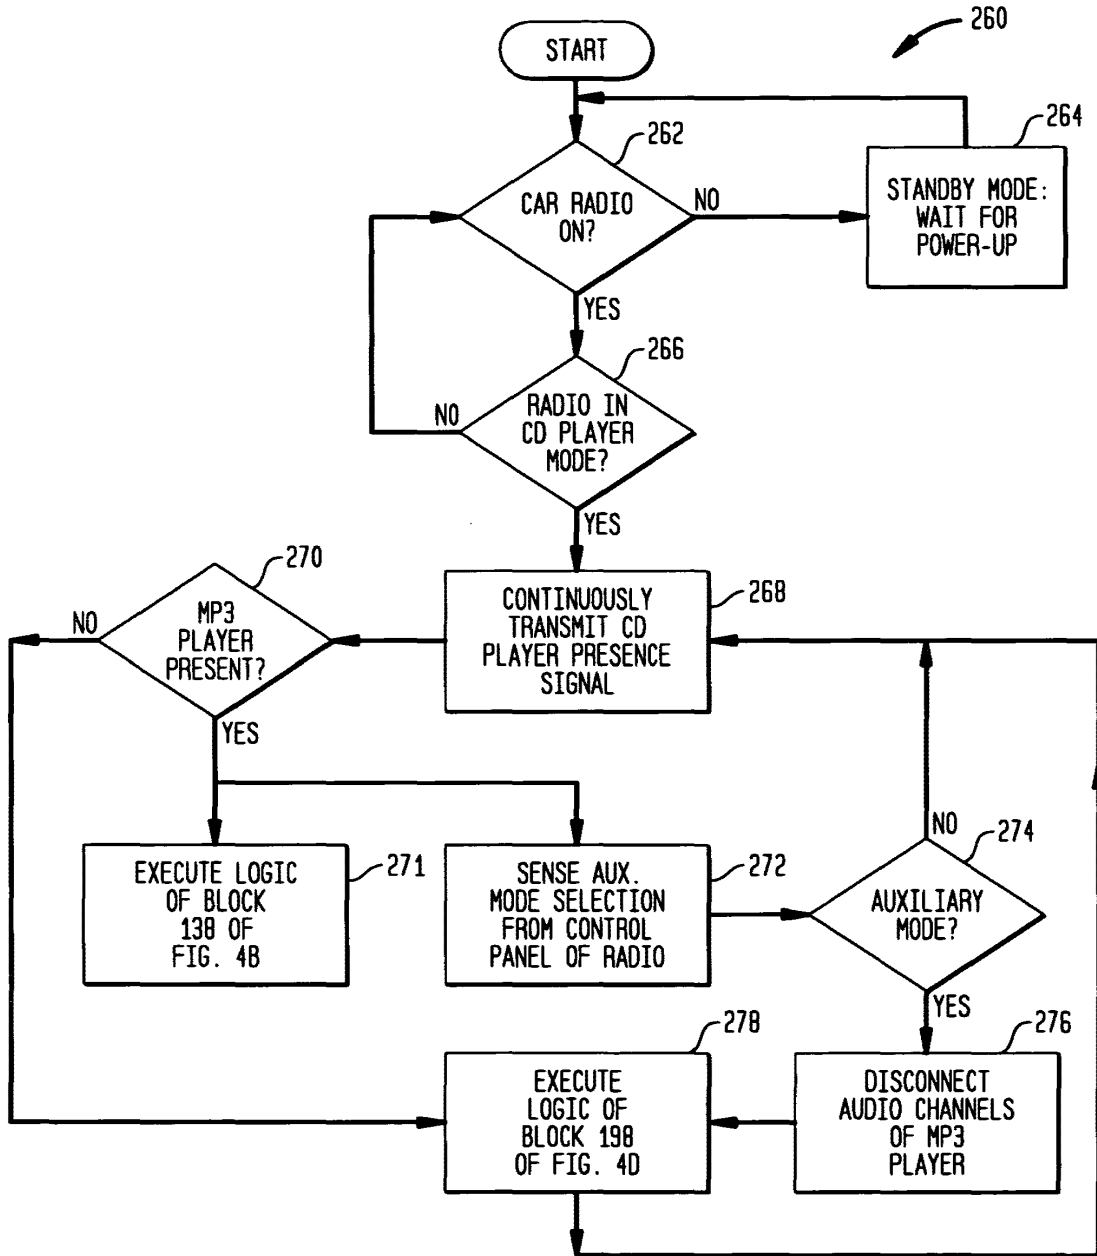 260
START
262
264
CAR RADIO
ON?
NO
STANDBY MODE:
WAIT FOR
POWER-UP
YES
266
RADIO IN
CD PLAYER
MODE?
NO
YES
270
268
MP3
PLAYER
PRESENT?
NO
CONTINUOUSLY
TRANSMIT CD
PLAYER PRESENCE
SIGNAL
YES
NO
271
272
274
EXECUTE LOGIC
OF BLOCK
138 OF
FIG. 4B
SENSE AUX.
MODE SELECTION
FROM CONTROL
PANEL OF RADIO
AUXILIARY
MODE?
YES
278
276
EXECUTE
LOGIC OF
BLOCK 198
OF FIG. 4D
DISCONNECT
AUDIO CHANNELS
OF MP3
PLAYER